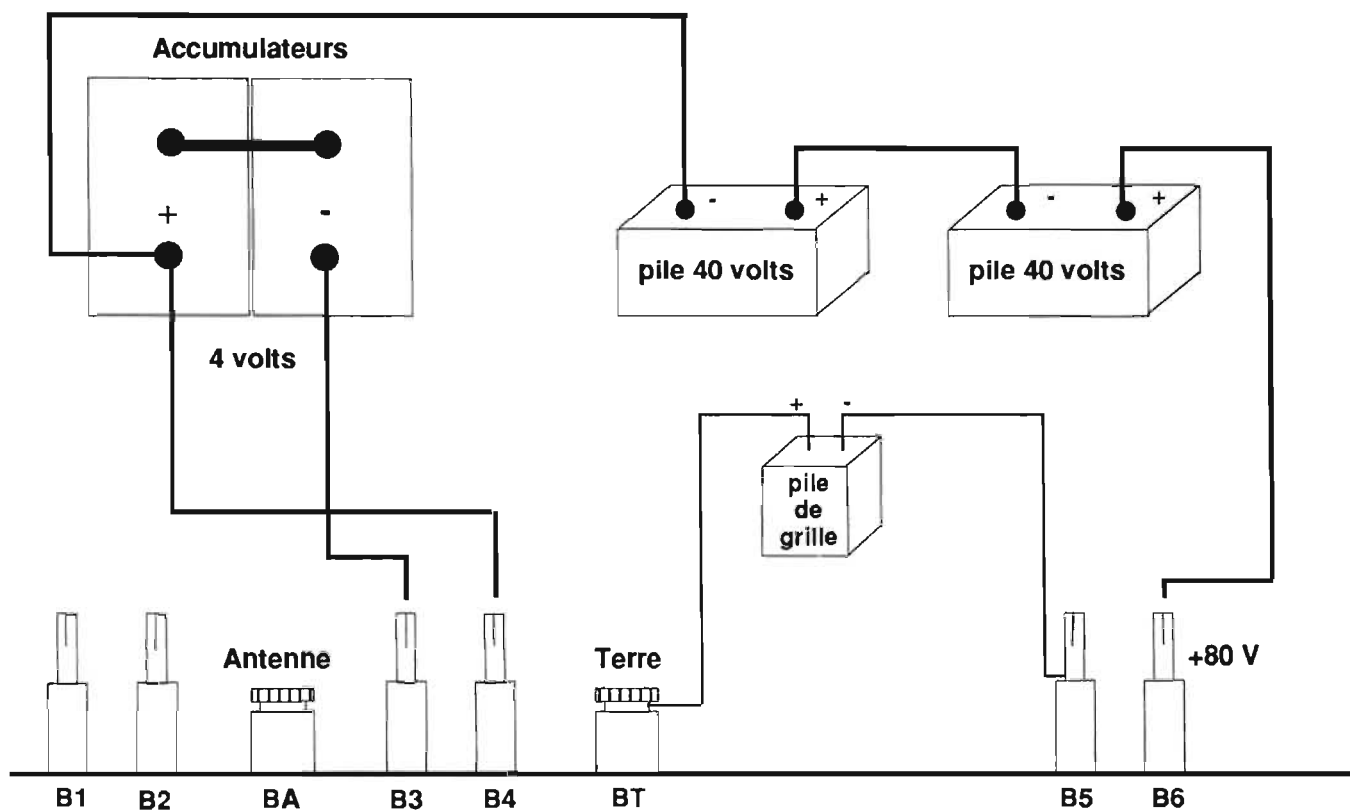 Accumulateurs
+ -
- +
- +
pile 40 volts
pile 40 volts
4 volts
+ -
pile
de
grille
Antenne
Terre
+80 V
B1 B2 BA B3 B4 BT B5 B6